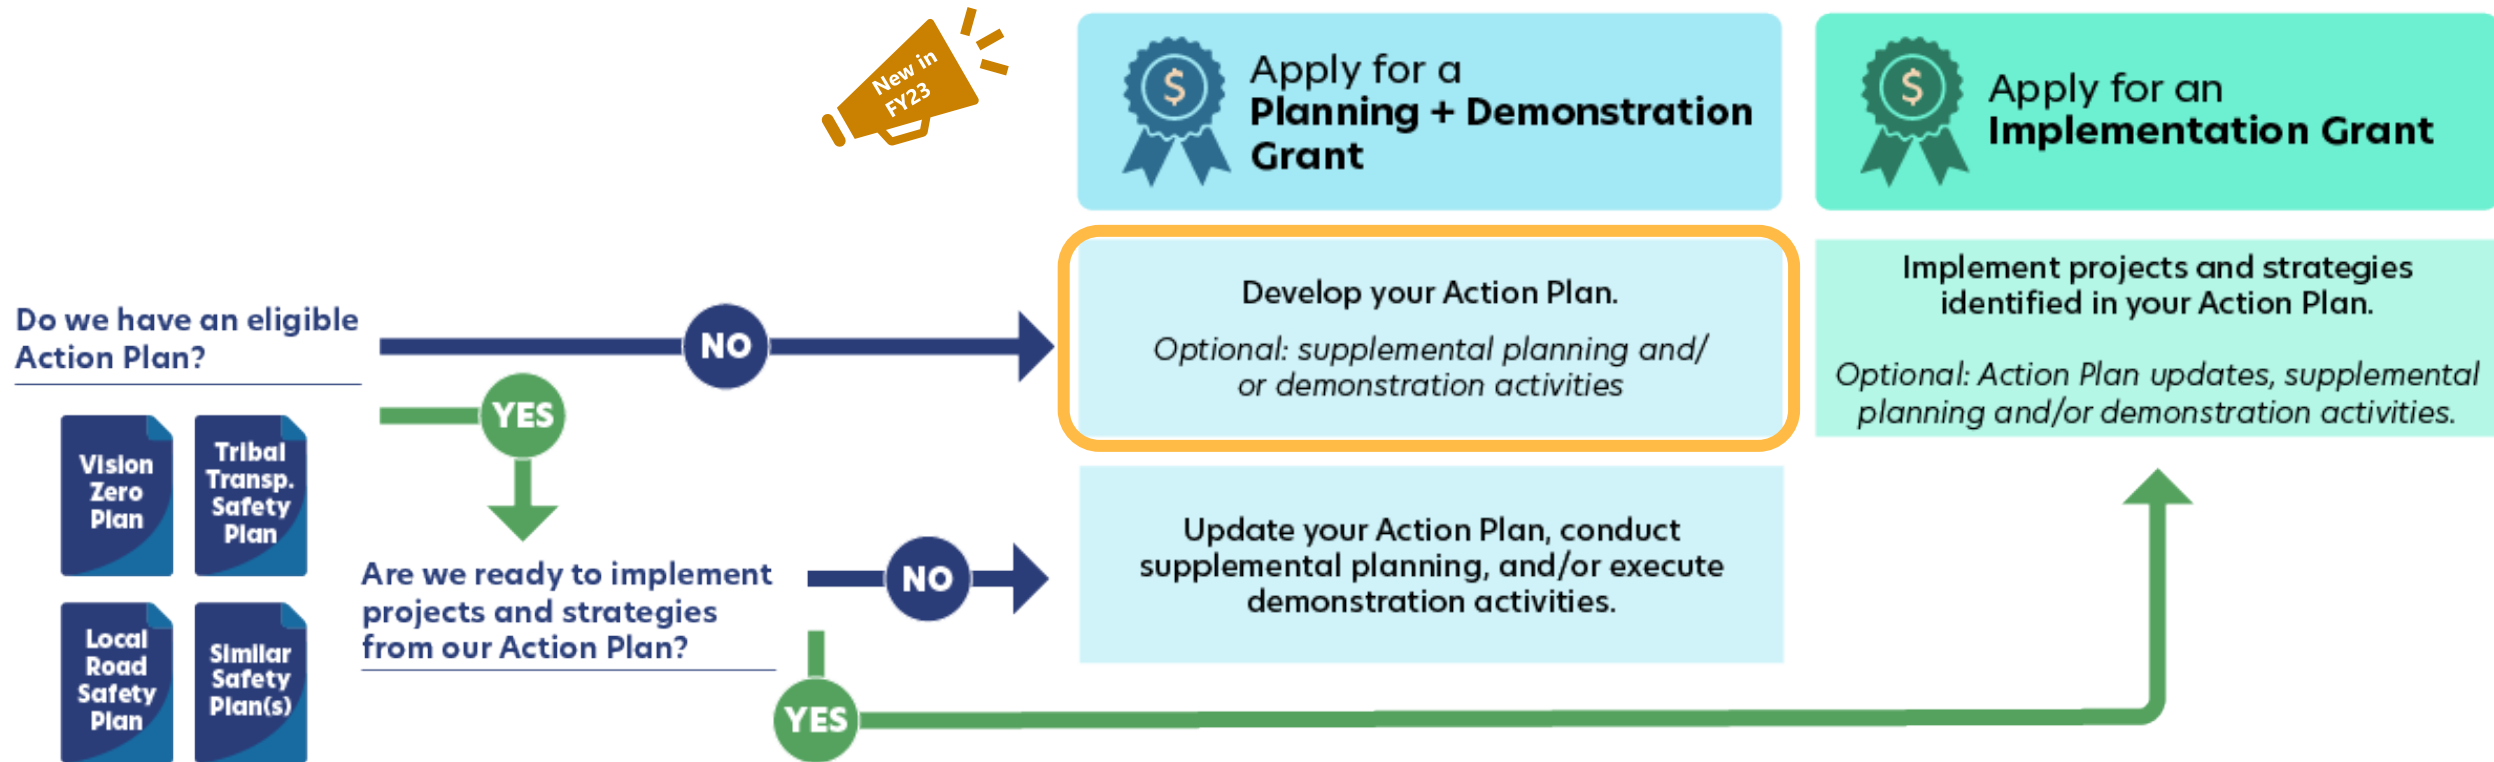 New in
FY23
Apply for a
Planning + Demonstration
Grant
Apply for an
Implementation Grant
Do we have an eligible
Action Plan?
NO
YES
Develop your Action Plan.
Optional: supplemental planning and/
or demonstration activities
Implement projects and strategies
identified in your Action Plan.
Optional: Action Plan updates, supplemental
planning and/or demonstration activities.
Vision
Zero
Plan
Tribal
Transp.
Safety
Plan
Local
Road
Safety
Plan
Similar
Safety
Plan(s)
Are we ready to implement
projects and strategies
from our Action Plan?
NO
YES
Update your Action Plan, conduct
supplemental planning, and/or execute
demonstration activities.